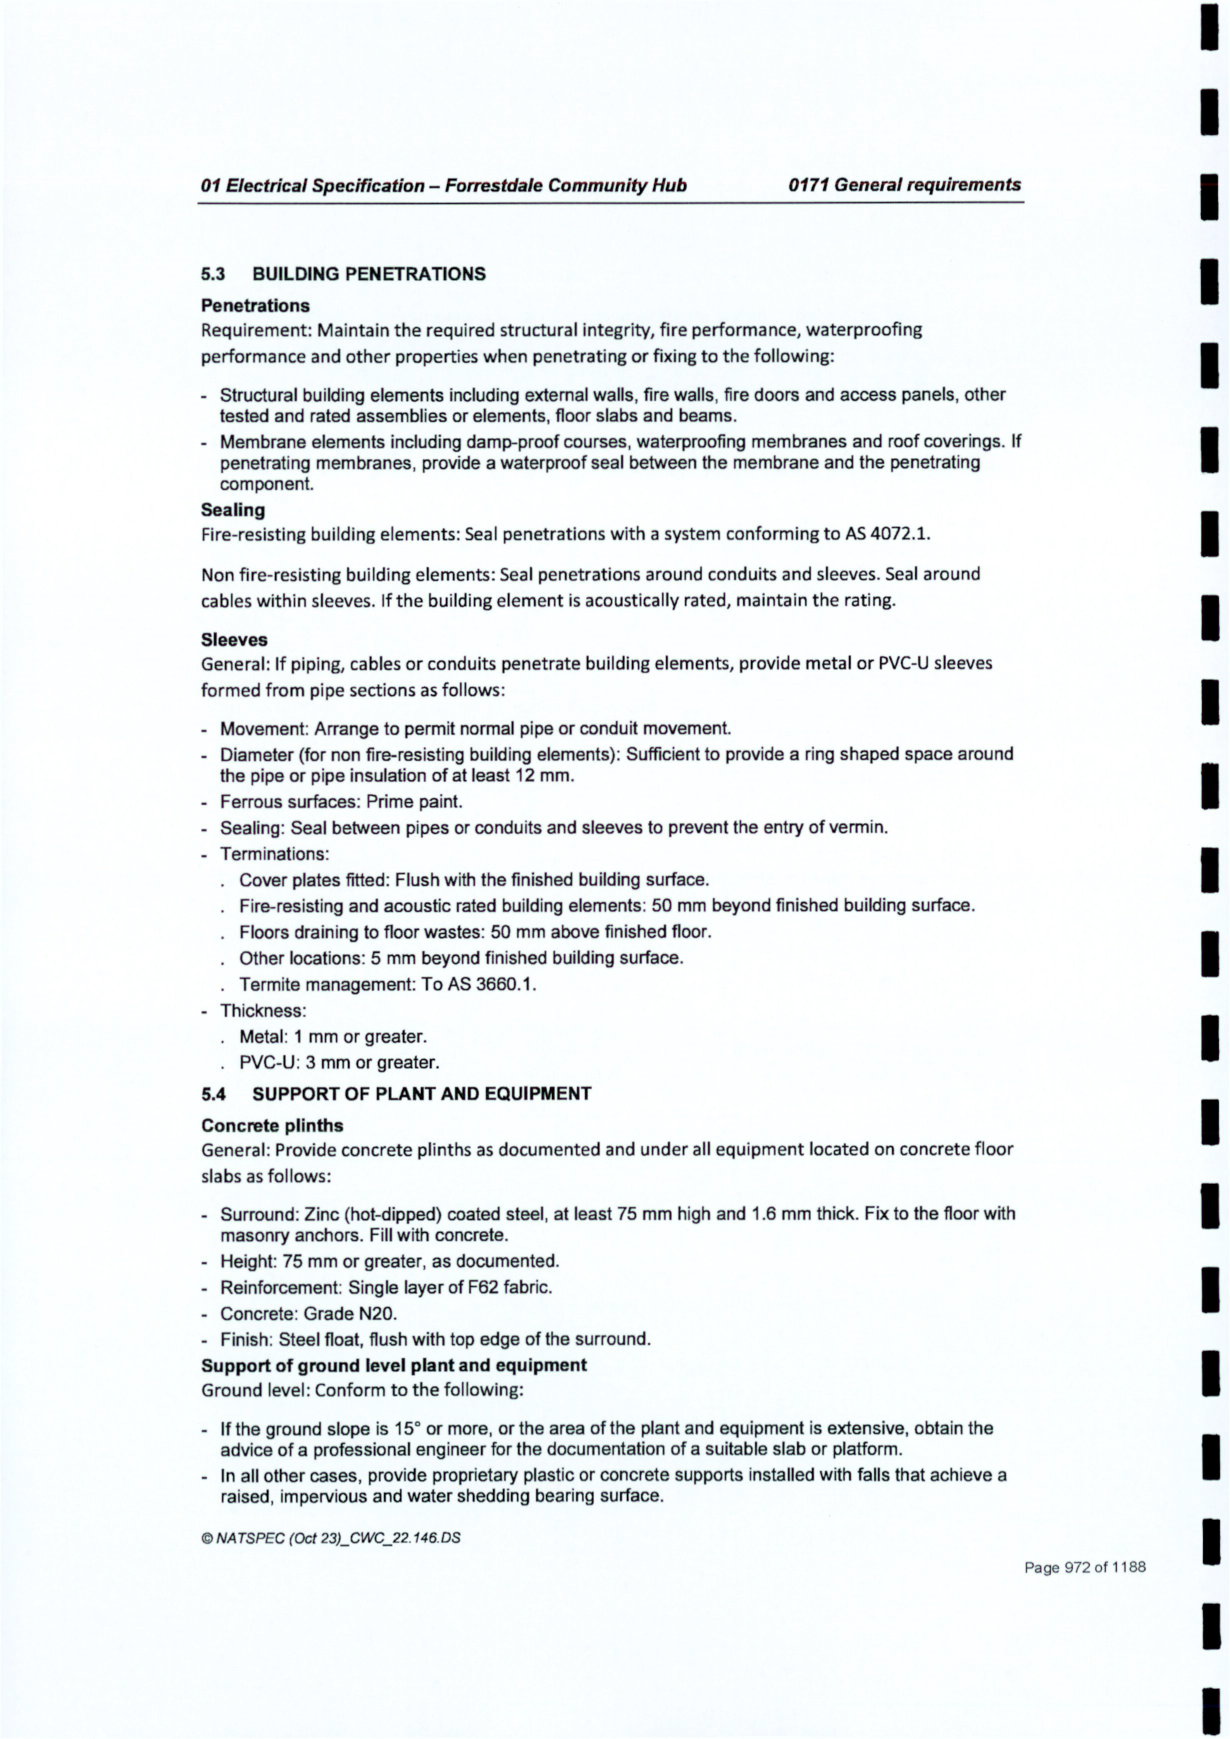 01 Electrical Specification – Forrestdale Community Hub 0171 General requirements
5.3 BUILDING PENETRATIONS
Penetrations
Requirement: Maintain the required structural integrity, fire performance, waterproofing
performance and other properties when penetrating or fixing to the following:
- Structural building elements including external walls, fire walls, fire doors and access panels, other
tested and rated assemblies or elements, floor slabs and beams.
- Membrane elements including damp-proof courses, waterproofing membranes and roof coverings. If
penetrating membranes, provide a waterproof seal between the membrane and the penetrating
component.
Sealing
Fire-resisting building elements: Seal penetrations with a system conforming to AS 4072.1.
Non fire-resisting building elements: Seal penetrations around conduits and sleeves. Seal around
cables within sleeves. If the building element is acoustically rated, maintain the rating.
Sleeves
General: If piping, cables or conduits penetrate building elements, provide metal or PVC-U sleeves
formed from pipe sections as follows:
- Movement: Arrange to permit normal pipe or conduit movement.
- Diameter (for non fire-resisting building elements): Sufficient to provide a ring shaped space around
the pipe or pipe insulation of at least 12 mm.
- Ferrous surfaces: Prime paint.
- Sealing: Seal between pipes or conduits and sleeves to prevent the entry of vermin.
- Terminations:
. Cover plates fitted: Flush with the finished building surface.
. Fire-resisting and acoustic rated building elements: 50 mm beyond finished building surface.
. Floors draining to floor wastes: 50 mm above finished floor.
. Other locations: 5 mm beyond finished building surface.
. Termite management: To AS 3660.1.
- Thickness:
. Metal: 1 mm or greater.
. PVC-U: 3 mm or greater.
5.4 SUPPORT OF PLANT AND EQUIPMENT
Concrete plinths
General: Provide concrete plinths as documented and under all equipment located on concrete floor
slabs as follows:
- Surround: Zinc (hot-dipped) coated steel, at least 75 mm high and 1.6 mm thick. Fix to the floor with
masonry anchors. Fill with concrete.
- Height: 75 mm or greater, as documented.
- Reinforcement: Single layer of F62 fabric.
- Concrete: Grade N20.
- Finish: Steel float, flush with top edge of the surround.
Support of ground level plant and equipment
Ground level: Conform to the following:
- If the ground slope is 15° or more, or the area of the plant and equipment is extensive, obtain the
advice of a professional engineer for the documentation of a suitable slab or platform.
- In all other cases, provide proprietary plastic or concrete supports installed with falls that achieve a
raised, impervious and water shedding bearing surface.
© NATSPEC (Oct 23)_CWC_22.146.DS
Page 972 of 1188